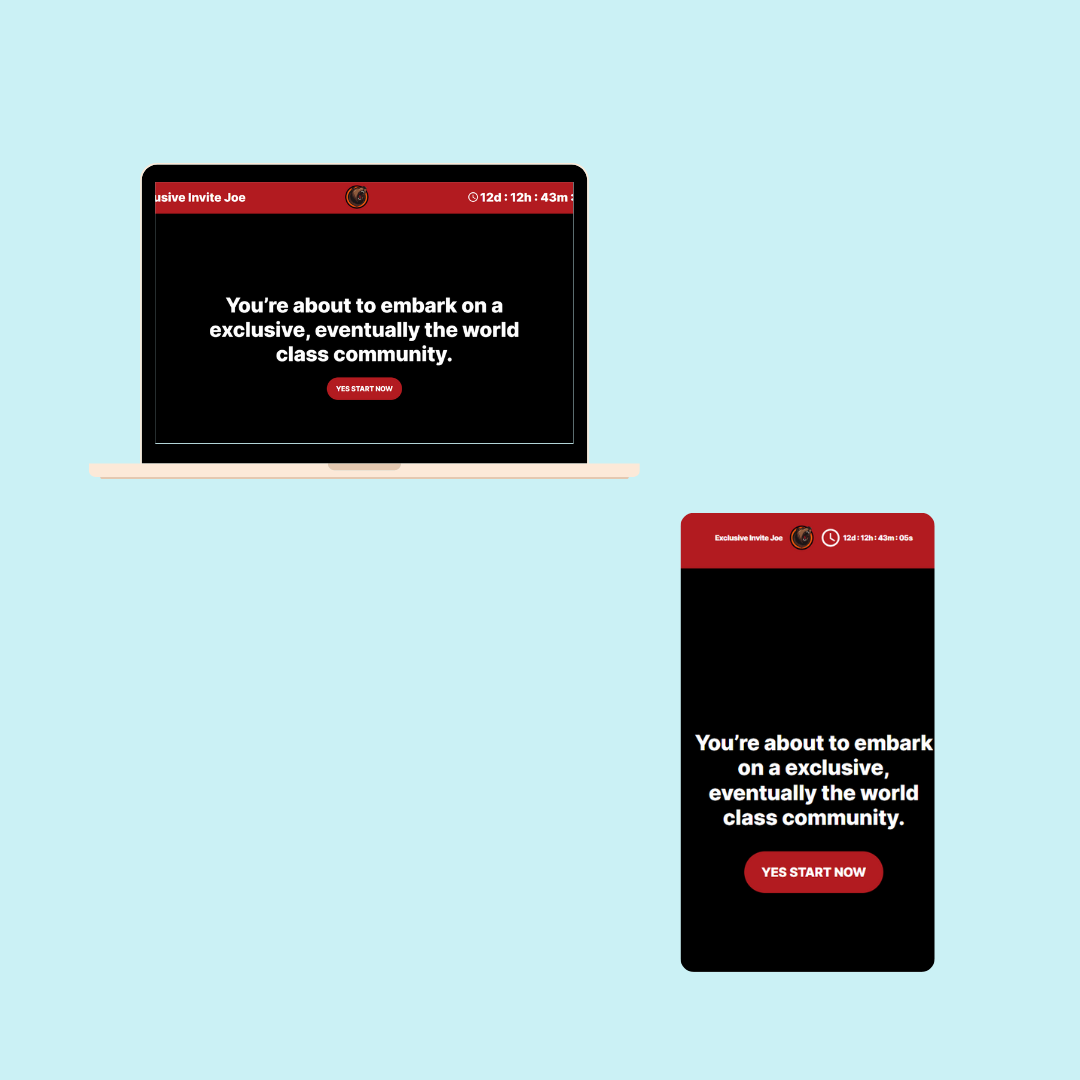 usive Invite Joe
12d : 12h : 43m :
You’re about to embark on a
exclusive, eventually the world
class community.
YES START NOW
Exclusive Invite Joe
12d : 12h : 43m : 05s
You’re about to embark
on a exclusive,
eventually the world
class community.
YES START NOW